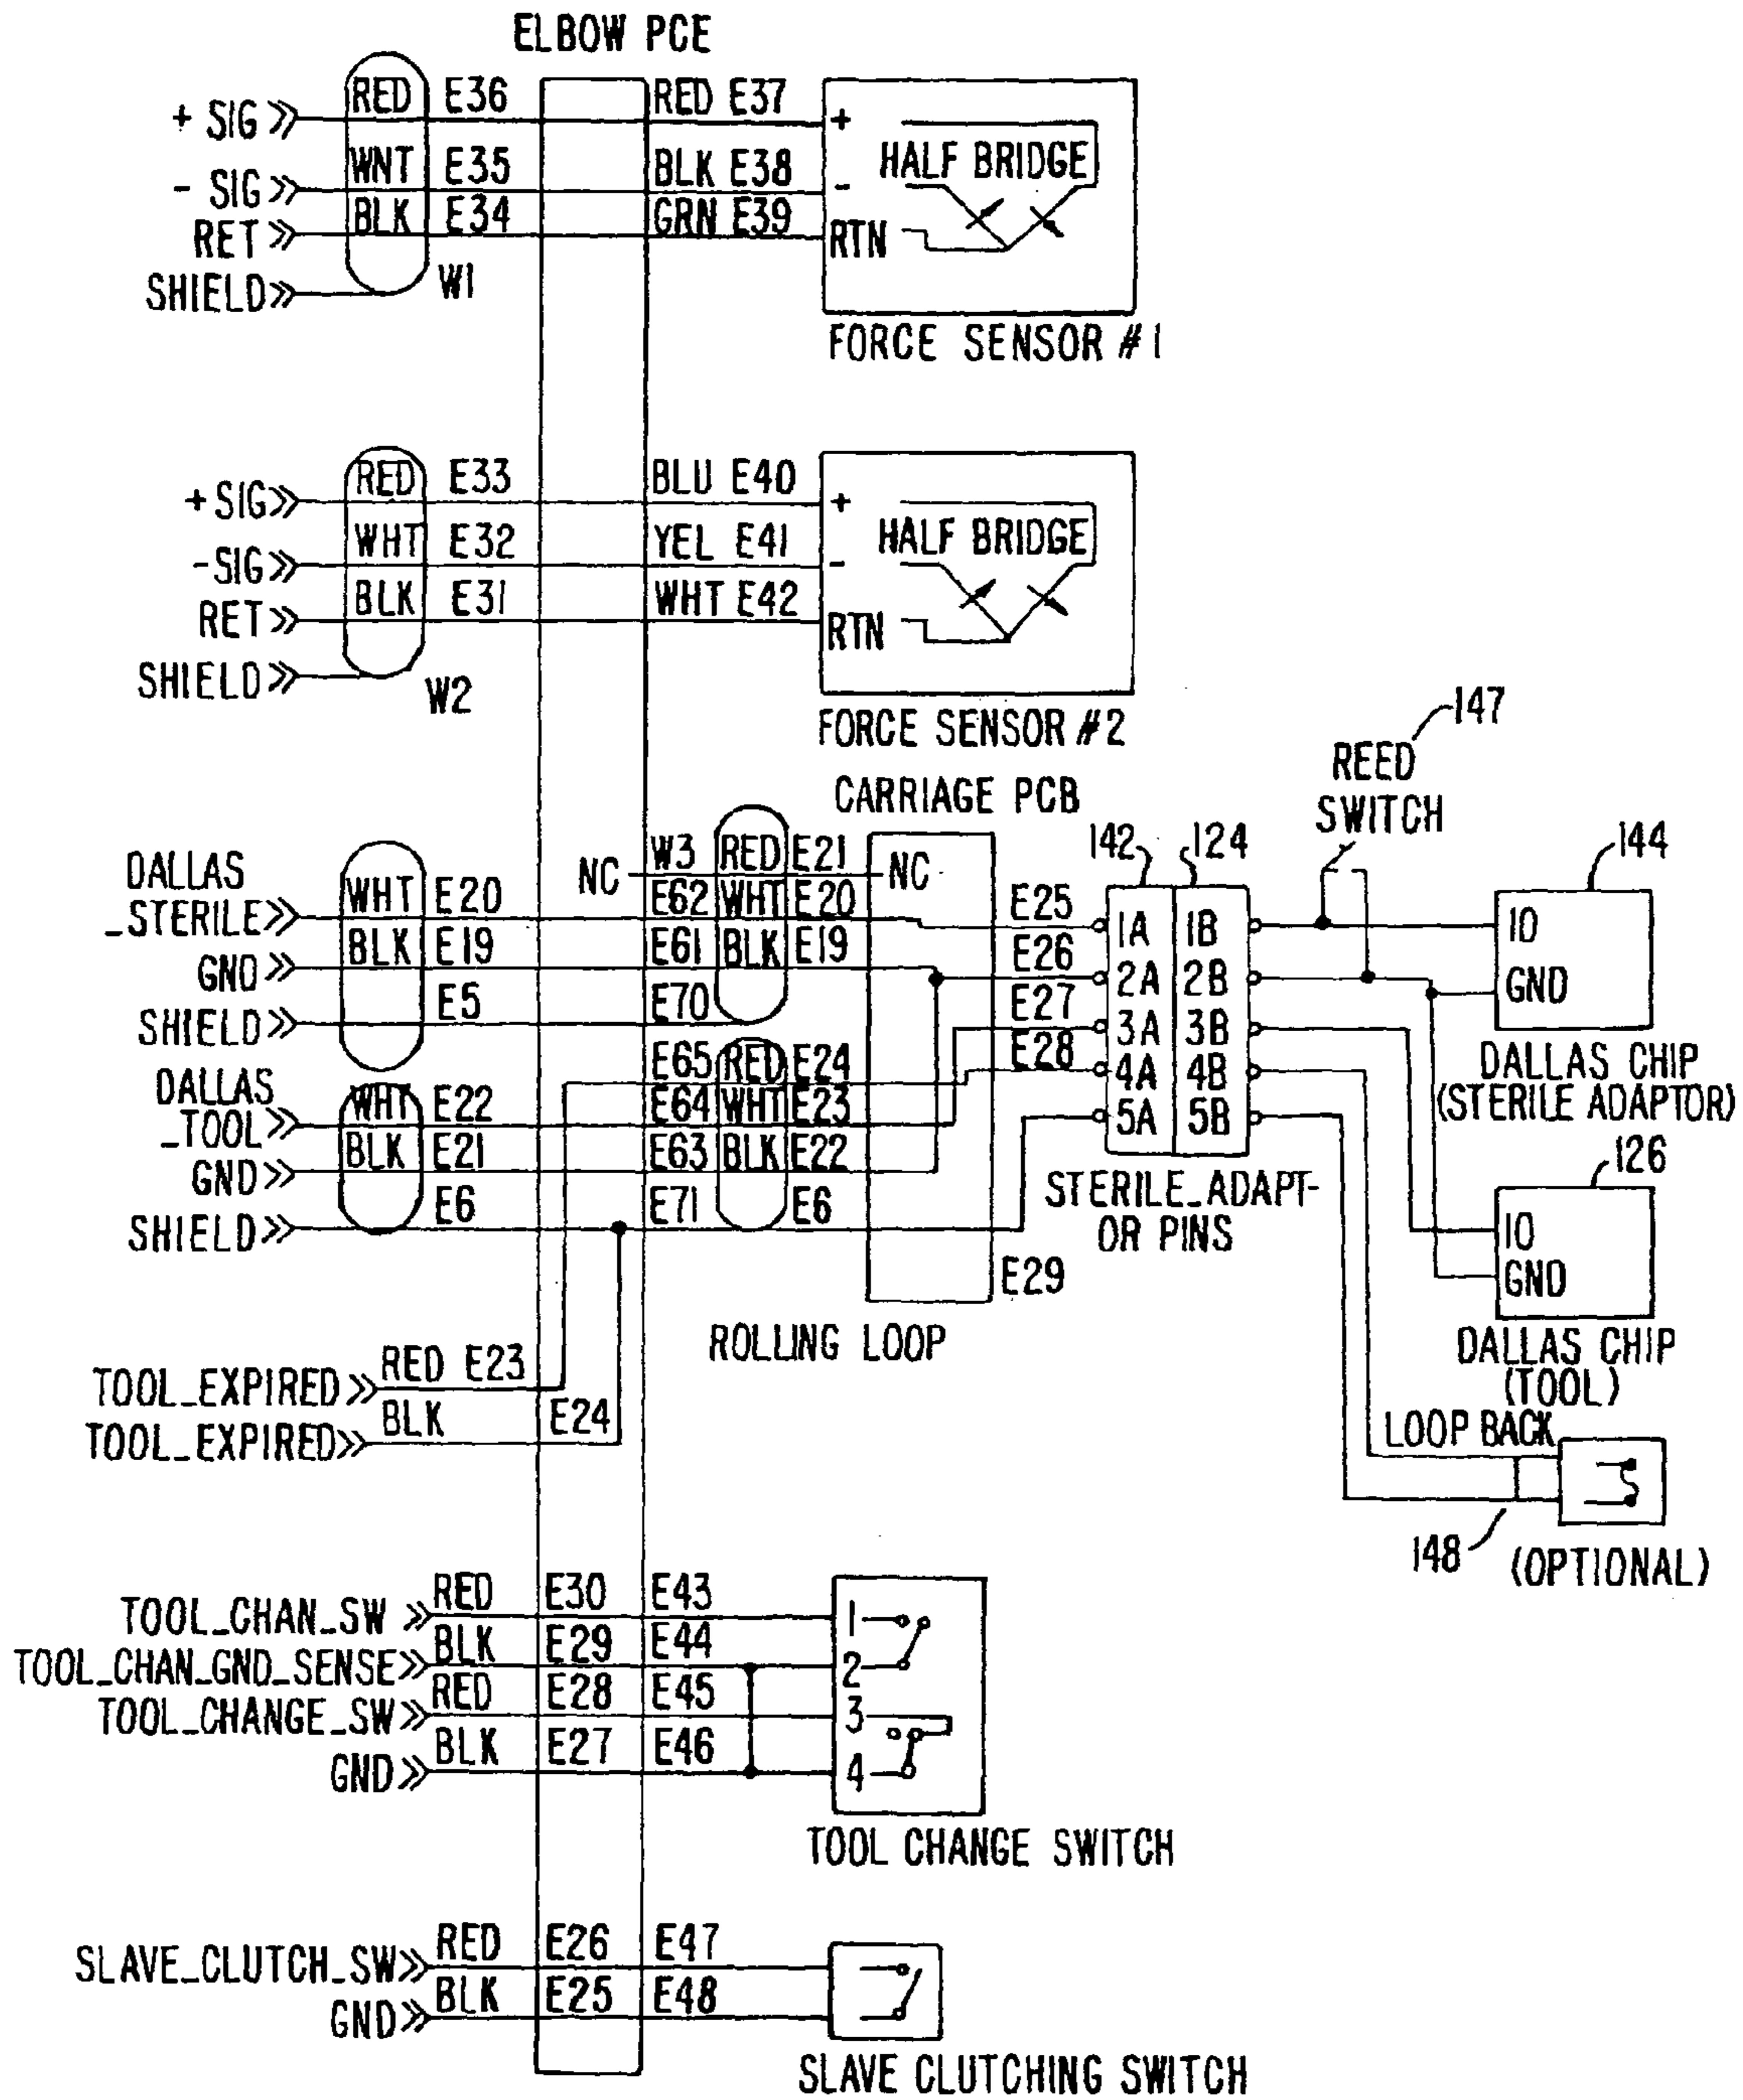 ELBOW PCE
+ SIG RED E36 RED E37 +
HALF BRIDGE
- SIG WNT E35 BLK E38 -
RET BLK E34 GRN E39 RTN
SHIELD W1
FORCE SENSOR #1
+SIG RED E33 BLU E40 +
HALF BRIDGE
-SIG WHT E32 YEL E41 -
RET BLK E31 WHT E42 RTN
SHIELD W2
FORCE SENSOR #2
147
REED
SWITCH
CARRIAGE PCB
142 124 144
NC W3 RED E21 NC
DALLAS
_STERILE WHT E20 E62 WHT E20 E25 1A 1B IO
GND BLK E19 E61 BLK E19 E26 2A 2B GND
SHIELD E5 E70 E27 3A 3B
E65 RED E24 E28 4A 4B
DALLAS CHIP
(STERILE ADAPTOR)
DALLAS
_TOOL WHT E22 E64 WHT E23 5A 5B
GND BLK E21 E63 BLK E22
SHIELD E6 E71 E6
STERILE_ADAPT-
OR PINS
126
IO
GND
E29
DALLAS CHIP
(TOOL)
ROLLING LOOP
TOOL_EXPIRED RED E23
TOOL_EXPIRED BLK E24
LOOP BACK
148
(OPTIONAL)
TOOL_CHAN_SW RED E30 E43 1
TOOL_CHAN_GND_SENSE BLK E29 E44 2
TOOL_CHANGE_SW RED E28 E45 3
GND BLK E27 E46 4
TOOL CHANGE SWITCH
SLAVE_CLUTCH_SW RED E26 E47
GND BLK E25 E48
SLAVE CLUTCHING SWITCH